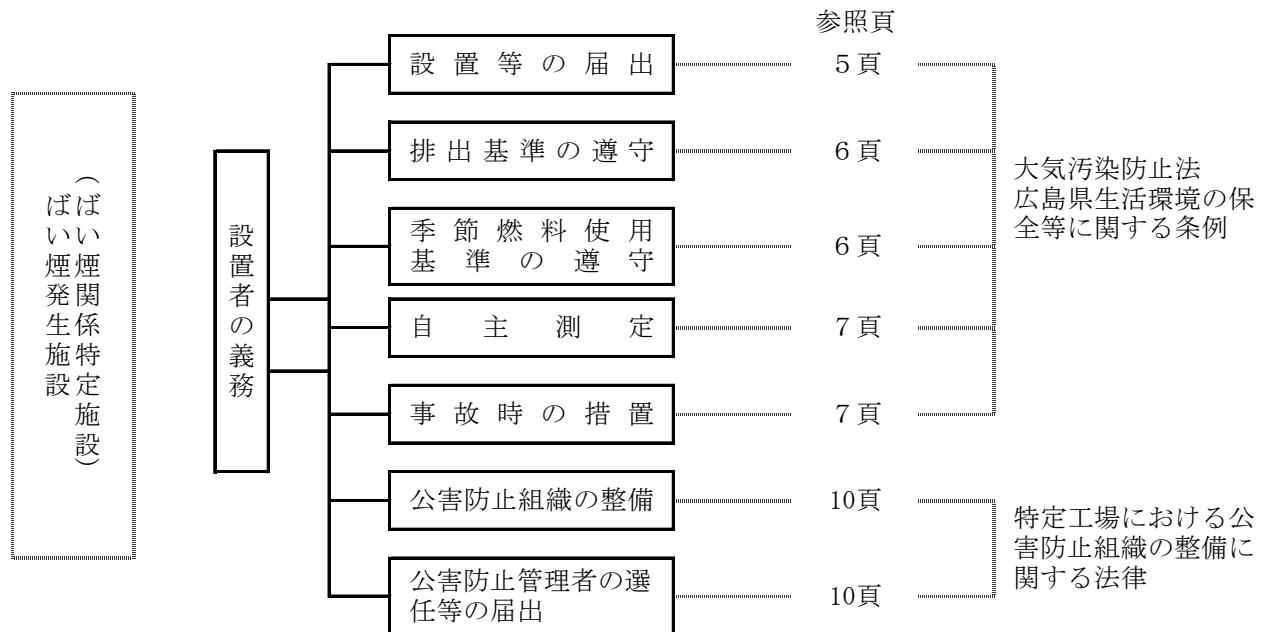 参照頁
設置等の届出
5頁
排出基準の遵守
6頁
季節燃料使用
基準の遵守
6頁
自主測定
7頁
事故時の措置
7頁
公害防止組織の整備
10頁
公害防止管理者の選
任等の届出
10頁
設置者の義務
（ばい煙関係特定施設）
ばい煙発生施設
大気汚染防止法
広島県生活環境の保
全等に関する条例
特定工場における公
害防止組織の整備に
関する法律